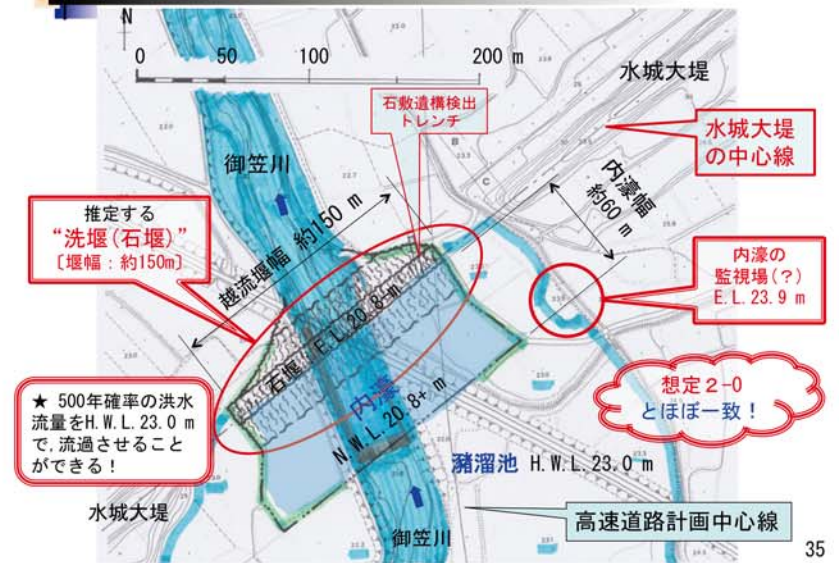 N
0 50 100 200 m
水城大堤
石敷遺構検出
トレンチ
水城大堤
の中心線
御笠川
内濠幅
約60 m
推定する
“洗堰(石堰)”
〔堰幅：約150m〕
越流堰幅 約150 m
内濠の
監視場(?)
E.L.23.9 m
石堰 E.L.20.8-m
内濠
N.W.L.20.8+ m
★ 500年確率の洪水
流量をH.W.L.23.0 m
で,流過させること
ができる！
想定２-0
とほぼ一致！
瀦溜池 H.W.L.23.0 m
水城大堤
御笠川
高速道路計画中心線
35
B
C